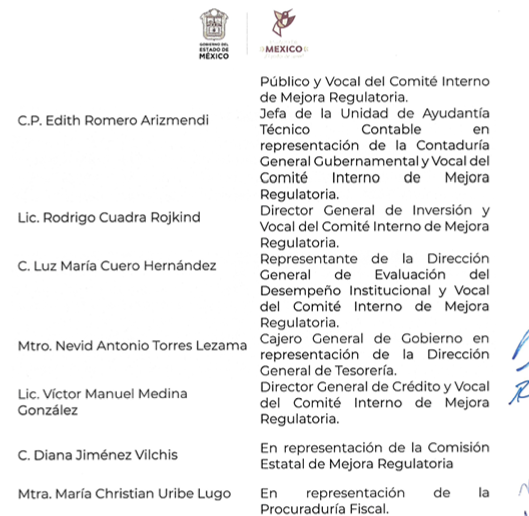 GOBIERNO DEL
ESTADO DE
MÉXICO
MÉXICO
Público y Vocal del Comité Interno
de Mejora Regulatoria.
C.P. Edith Romero Arizmendi
Jefa de la Unidad de Ayudantía
Técnico Contable en
representación de la Contaduría
General Gubernamental y Vocal del
Comité Interno de Mejora
Regulatoria.
Lic. Rodrigo Cuadra Rojkind
Director General de Inversión y
Vocal del Comité Interno de Mejora
Regulatoria.
C. Luz María Cuero Hernández
Representante de la Dirección
General de Evaluación del
Desempeño Institucional y Vocal
del Comité Interno de Mejora
Regulatoria.
Mtro. Nevid Antonio Torres Lezama
Cajero General de Gobierno en
representación de la Dirección
General de Tesorería.
Lic. Víctor Manuel Medina
González
Director General de Crédito y Vocal
del Comité Interno de Mejora
Regulatoria.
C. Diana Jiménez Vilchis
En representación de la Comisión
Estatal de Mejora Regulatoria
Mtra. María Christian Uribe Lugo
En representación de la
Procuraduría Fiscal.